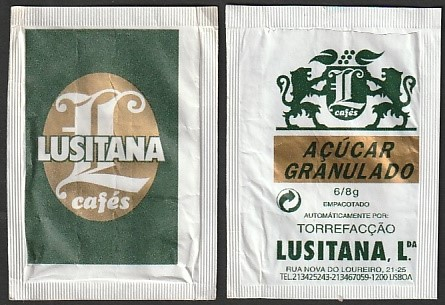 L
LUSITANA
cafés
L
cafés
AÇÚCAR
GRANULADO
6/8g
EMPACOTADO
AUTOMÁTICAMENTE POR:
TORREFACÇÃO
LUSITANA, L.DA
RUA NOVA DO LOUREIRO, 21-25
TEL.213425243-213467059-1200 LISBOA